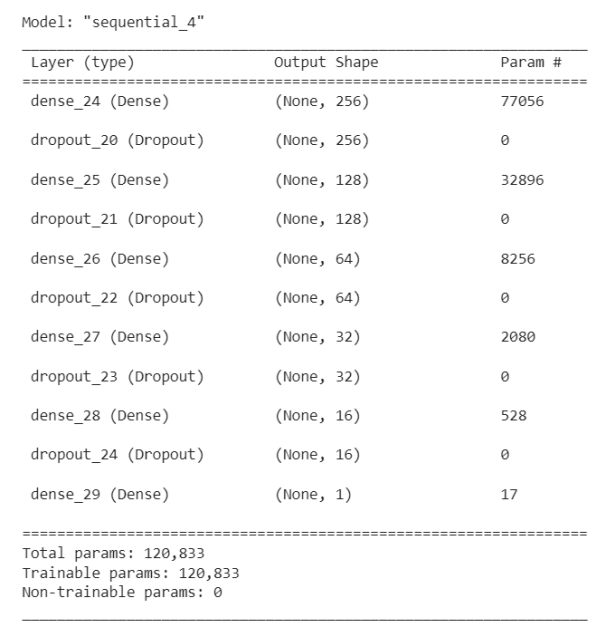 Model: "sequential_4"
Layer (type) Output Shape Param #
dense_24 (Dense) (None, 256) 77056
dropout_20 (Dropout) (None, 256) 0
dense_25 (Dense) (None, 128) 32896
dropout_21 (Dropout) (None, 128) 0
dense_26 (Dense) (None, 64) 8256
dropout_22 (Dropout) (None, 64) 0
dense_27 (Dense) (None, 32) 2080
dropout_23 (Dropout) (None, 32) 0
dense_28 (Dense) (None, 16) 528
dropout_24 (Dropout) (None, 16) 0
dense_29 (Dense) (None, 1) 17
Total params: 120,833
Trainable params: 120,833
Non-trainable params: 0